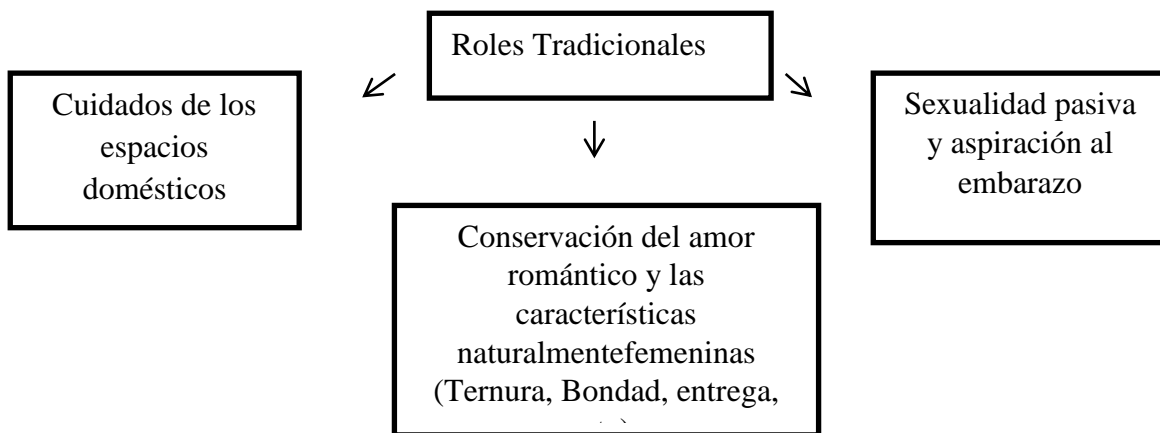 Roles Tradicionales
Cuidados de los
espacios
domésticos
Sexualidad pasiva
y aspiración al
embarazo
Conservación del amor
romántico y las
características
naturalmentefemeninas
(Ternura, Bondad, entrega,